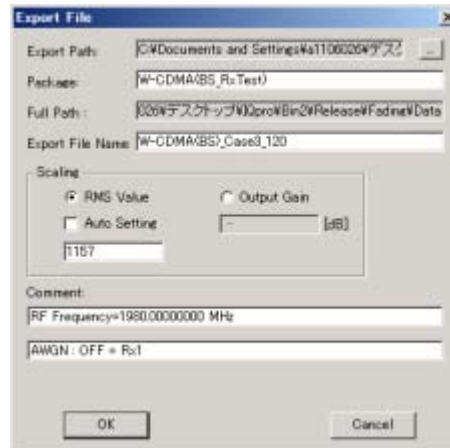 Export File
Export Path: C:¥Documents and Settings¥a1106026¥デスク
Package: W-CDMA(BS_RxTest)
Full Path : 026¥デスクトップ¥IQpro¥Bin2¥Release¥Fading¥Data
Export File Name: W-CDMA(BS)_Case3_120
Scaling
RMS Value Output Gain
Auto Setting - [dB]
1157
Comment:
RF Frequency=1980.00000000 MHz
AWGN : OFF = Rx1
OK Cancel